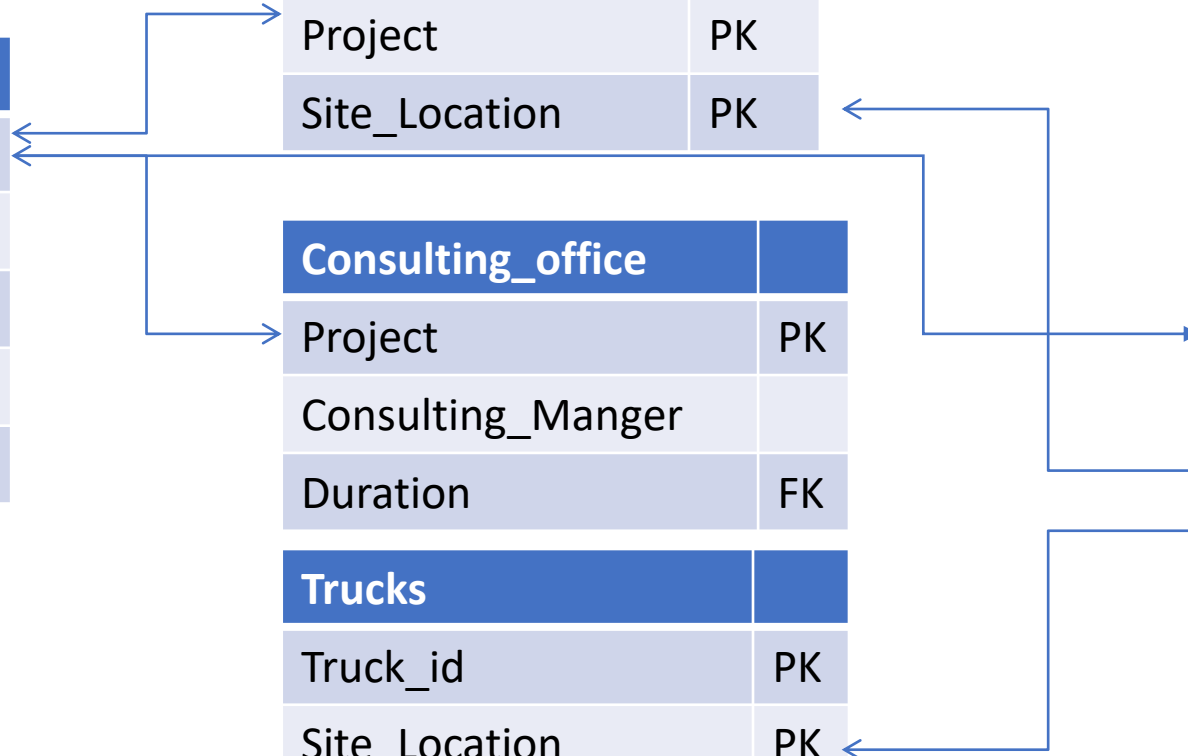 Project PK
Site_Location PK
Consulting_office
Project PK
Consulting_Manger
Duration FK
Trucks
Truck_id PK
Site_Location PK